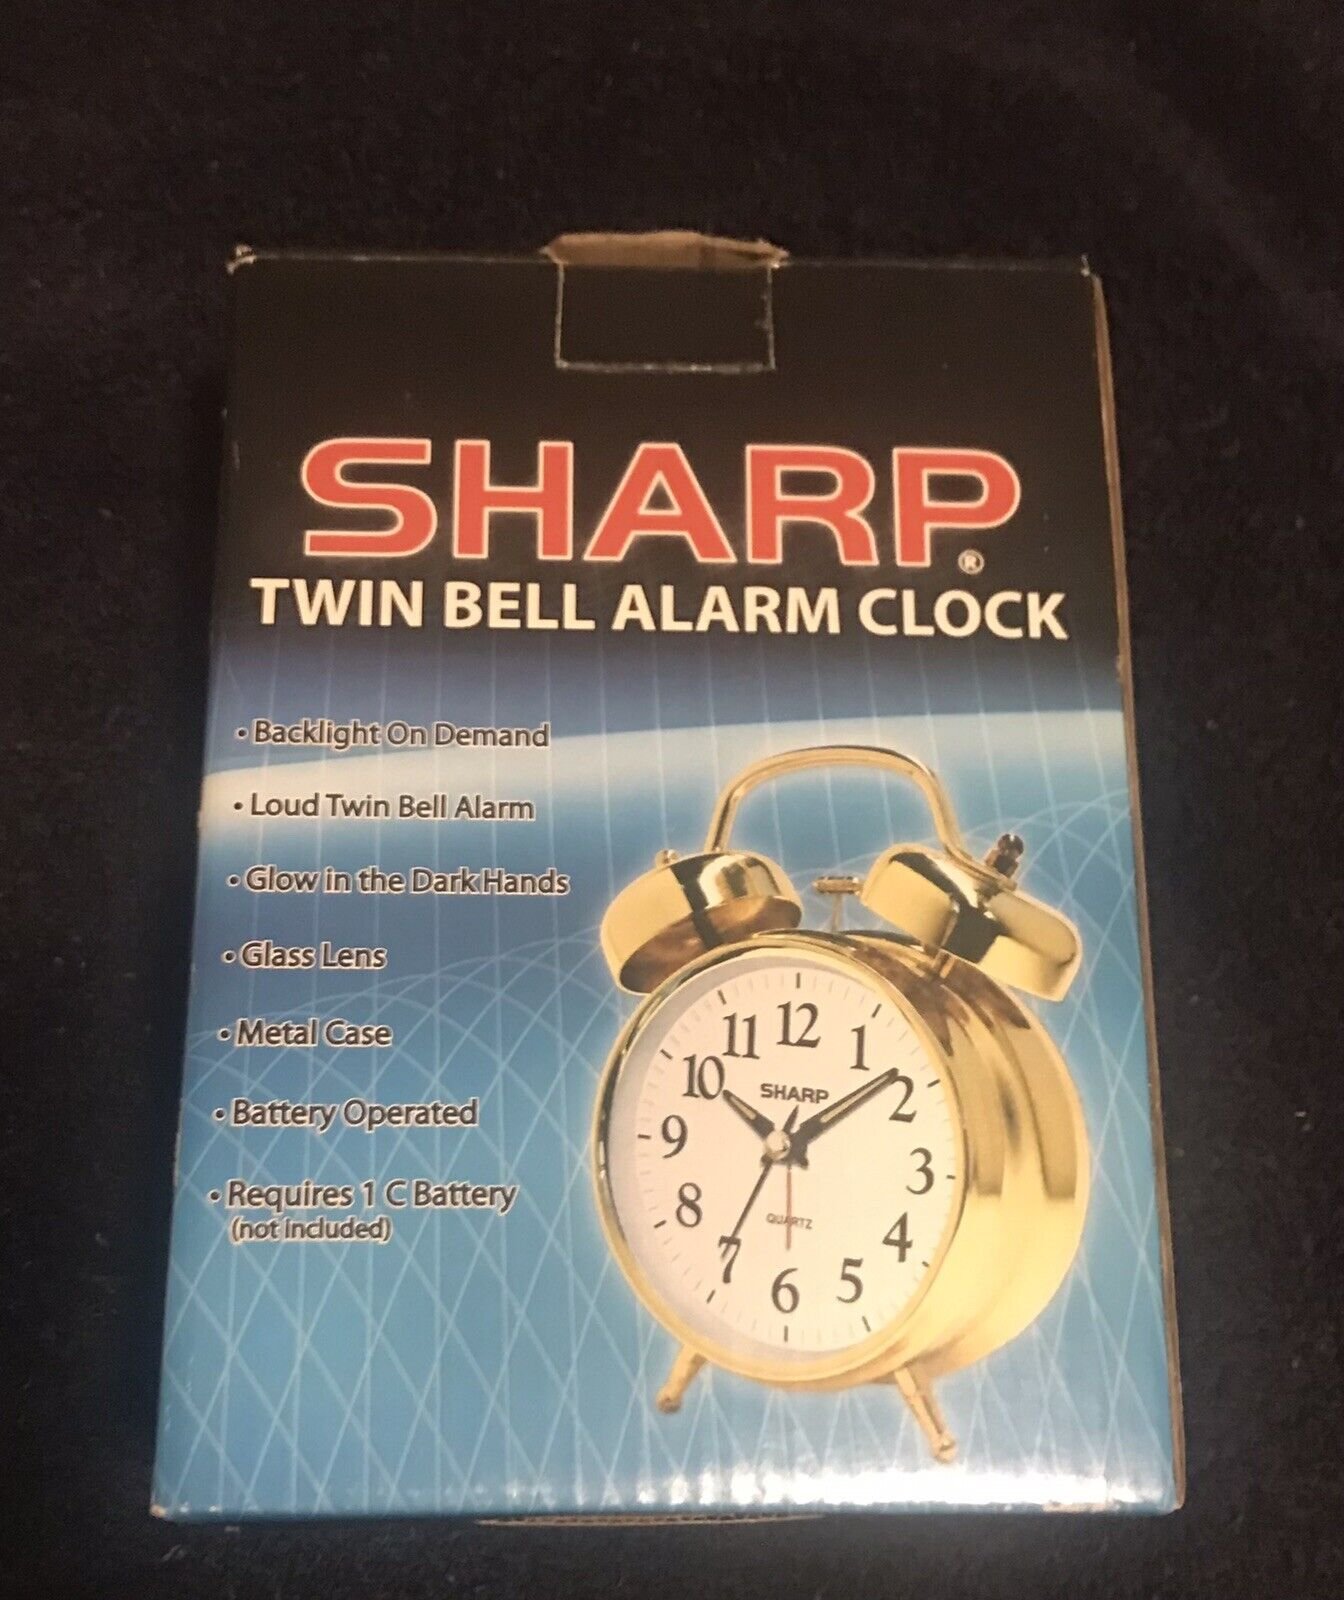 SHARP®
TWIN BELL ALARM CLOCK
• Backlight On Demand
• Loud Twin Bell Alarm
• Glow in the Dark Hands
• Glass Lens
• Metal Case
• Battery Operated
• Requires 1 C Battery
(not included)
12
11
1
10
SHARP
2
9
3
8
QUARTZ
4
7
5
6